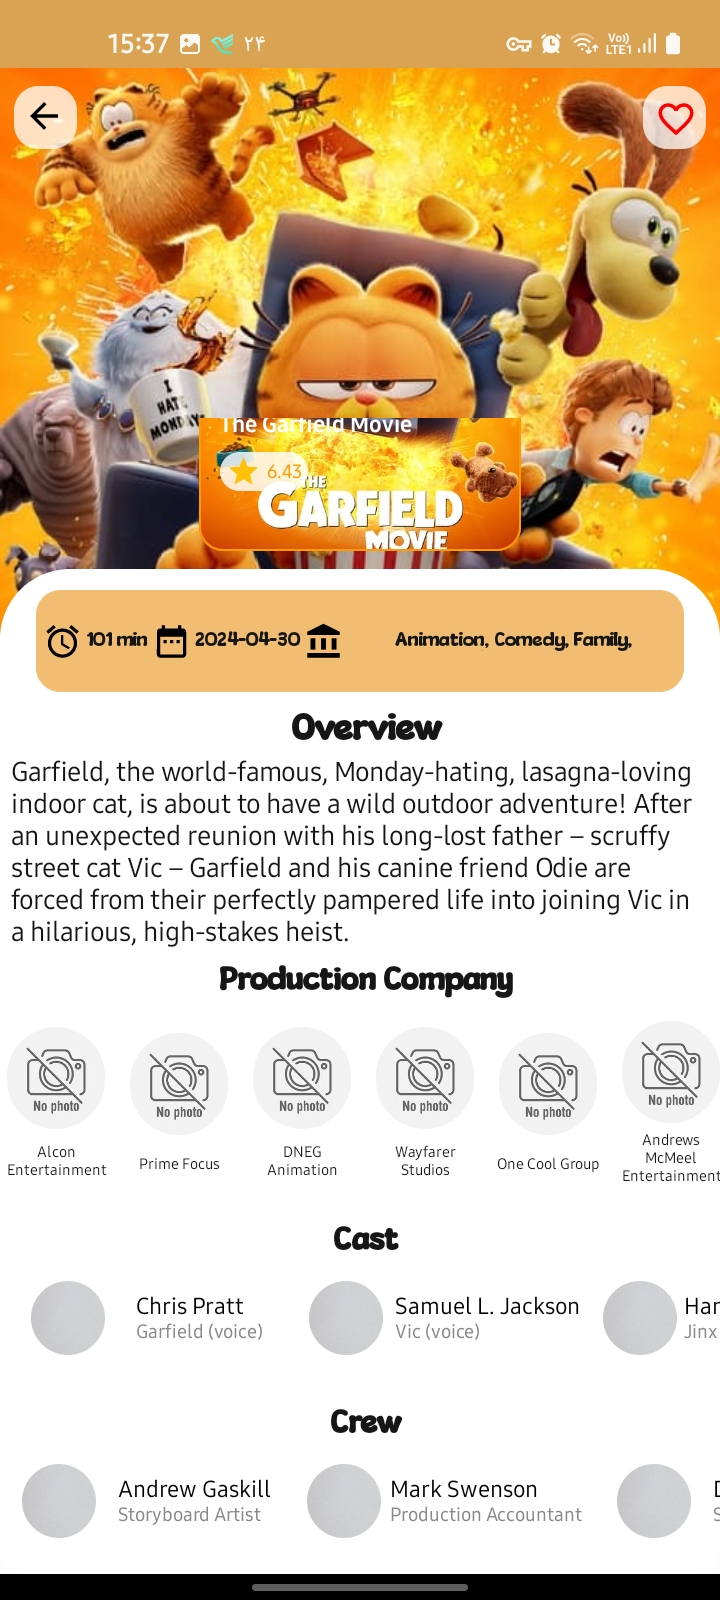 15:37
۲۴
Vo))
LTE1
I
HATE
MONDAYS
The Garfield Movie
6.43
THE
GARFIELD
MOVIE
101 min 2024-04-30 Animation, Comedy, Family,
Overview
Garfield, the world-famous, Monday-hating, lasagna-loving
indoor cat, is about to have a wild outdoor adventure! After
an unexpected reunion with his long-lost father – scruffy
street cat Vic – Garfield and his canine friend Odie are
forced from their perfectly pampered life into joining Vic in
a hilarious, high-stakes heist.
Production Company
No photo No photo No photo No photo No photo No photo
Alcon
Entertainment
Prime Focus
DNEG
Animation
Wayfarer
Studios
One Cool Group
Andrews
McMeel
Entertainment
Cast
Chris Pratt
Garfield (voice)
Samuel L. Jackson
Vic (voice)
Har
Jinx
Crew
Andrew Gaskill
Storyboard Artist
Mark Swenson
Production Accountant